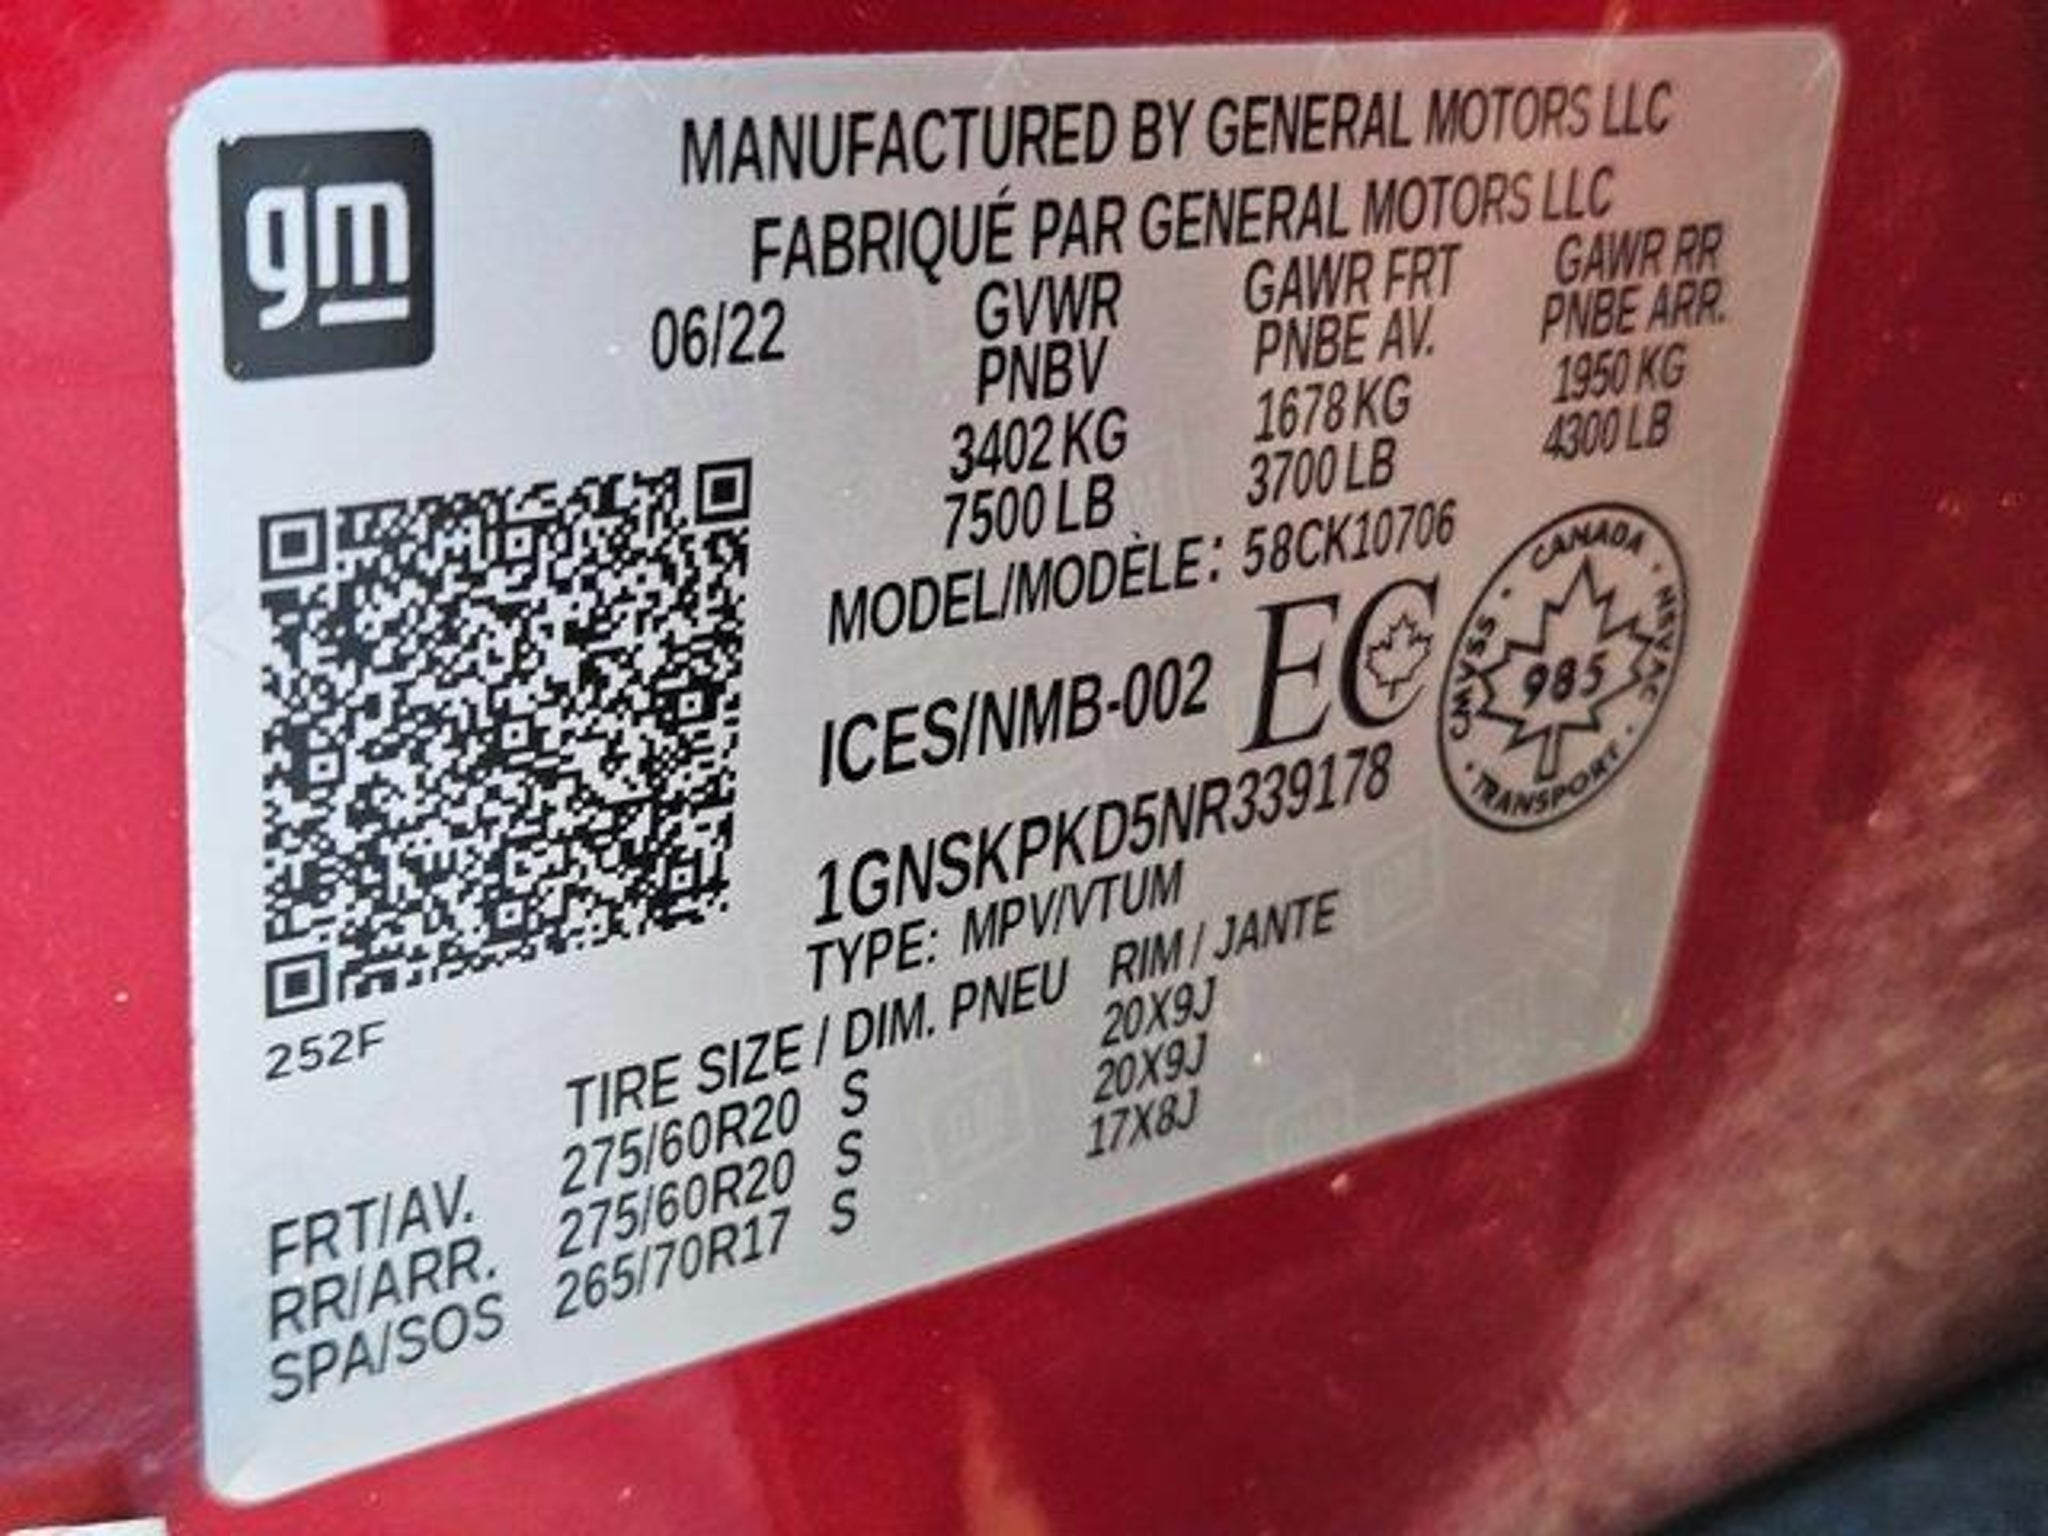 gm
MANUFACTURED BY GENERAL MOTORS LLC
FABRIQUÉ PAR GENERAL MOTORS LLC
06/22
GVWR GAWR FRT GAWR RR
PNBV PNBE AV. PNBE ARR.
3402 KG 1678 KG 1950 KG
7500 LB 3700 LB 4300 LB
MODEL/MODÈLE: 58CK10706
ICES/NMB-002 EC
CANADA · NSVAC · TRANSPORT · CMVSS ·
985
1GNSKPKD5NR339178
TYPE: MPV/VTUM
252F
TIRE SIZE / DIM. PNEU RIM / JANTE
FRT/AV. 275/60R20 S 20X9J
RR/ARR. 275/60R20 S 20X9J
SPA/SOS 265/70R17 S 17X8J